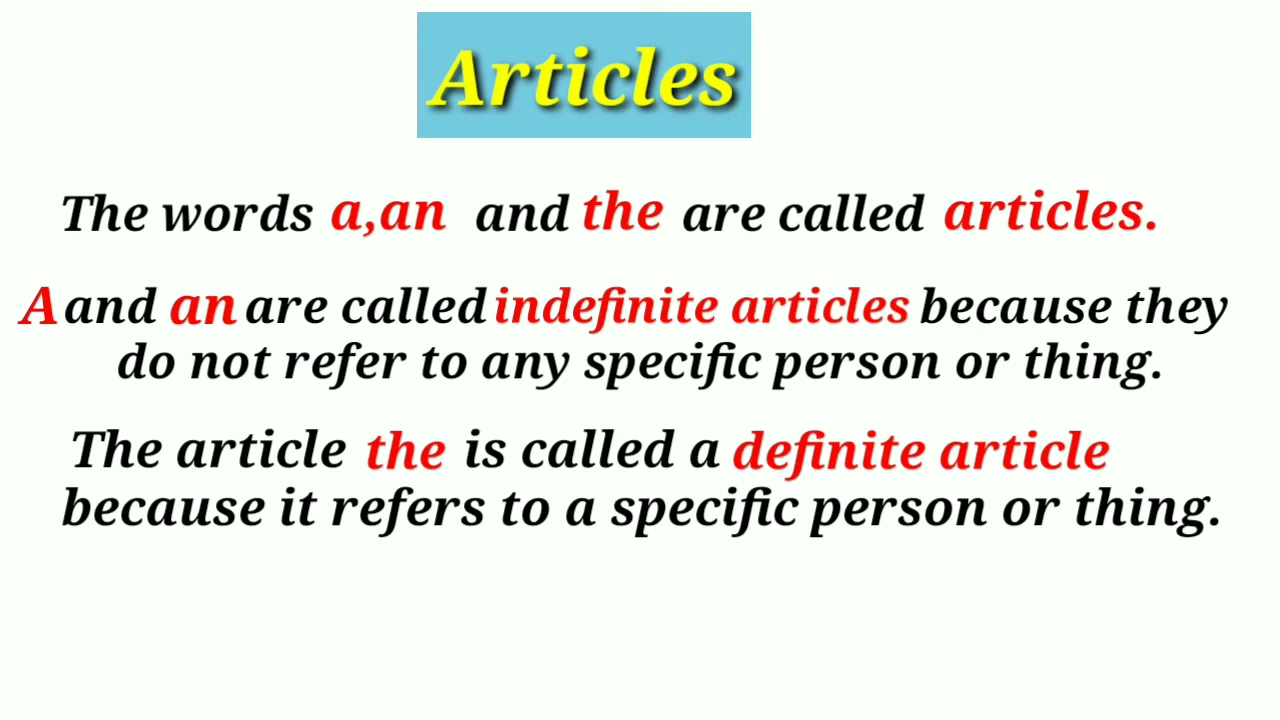 Articles
The words a,an and the are called articles.
A and an are called indefinite articles because they
do not refer to any specific person or thing.
The article the is called a definite article
because it refers to a specific person or thing.